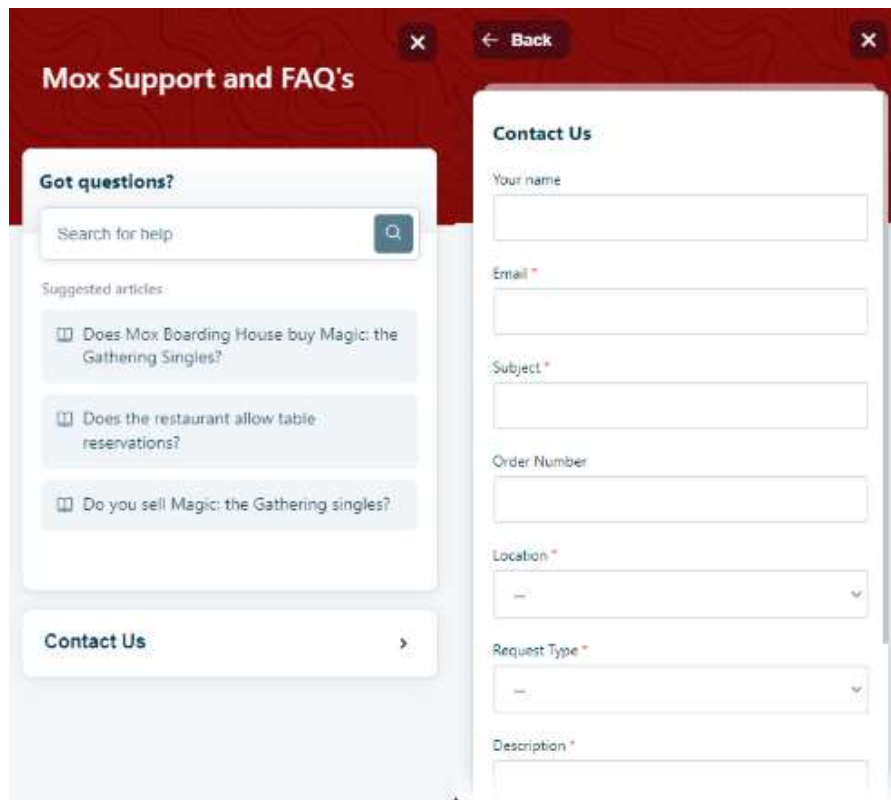 Mox Support and FAQ's
Got questions?
Search for help
Suggested articles
Does Mox Boarding House buy Magic: the
Gathering Singles?
Does the restaurant allow table
reservations?
Do you sell Magic: the Gathering singles?
Contact Us
Back
Contact Us
Your name
Email *
Subject *
Order Number
Location *
--
Request Type *
--
Description *